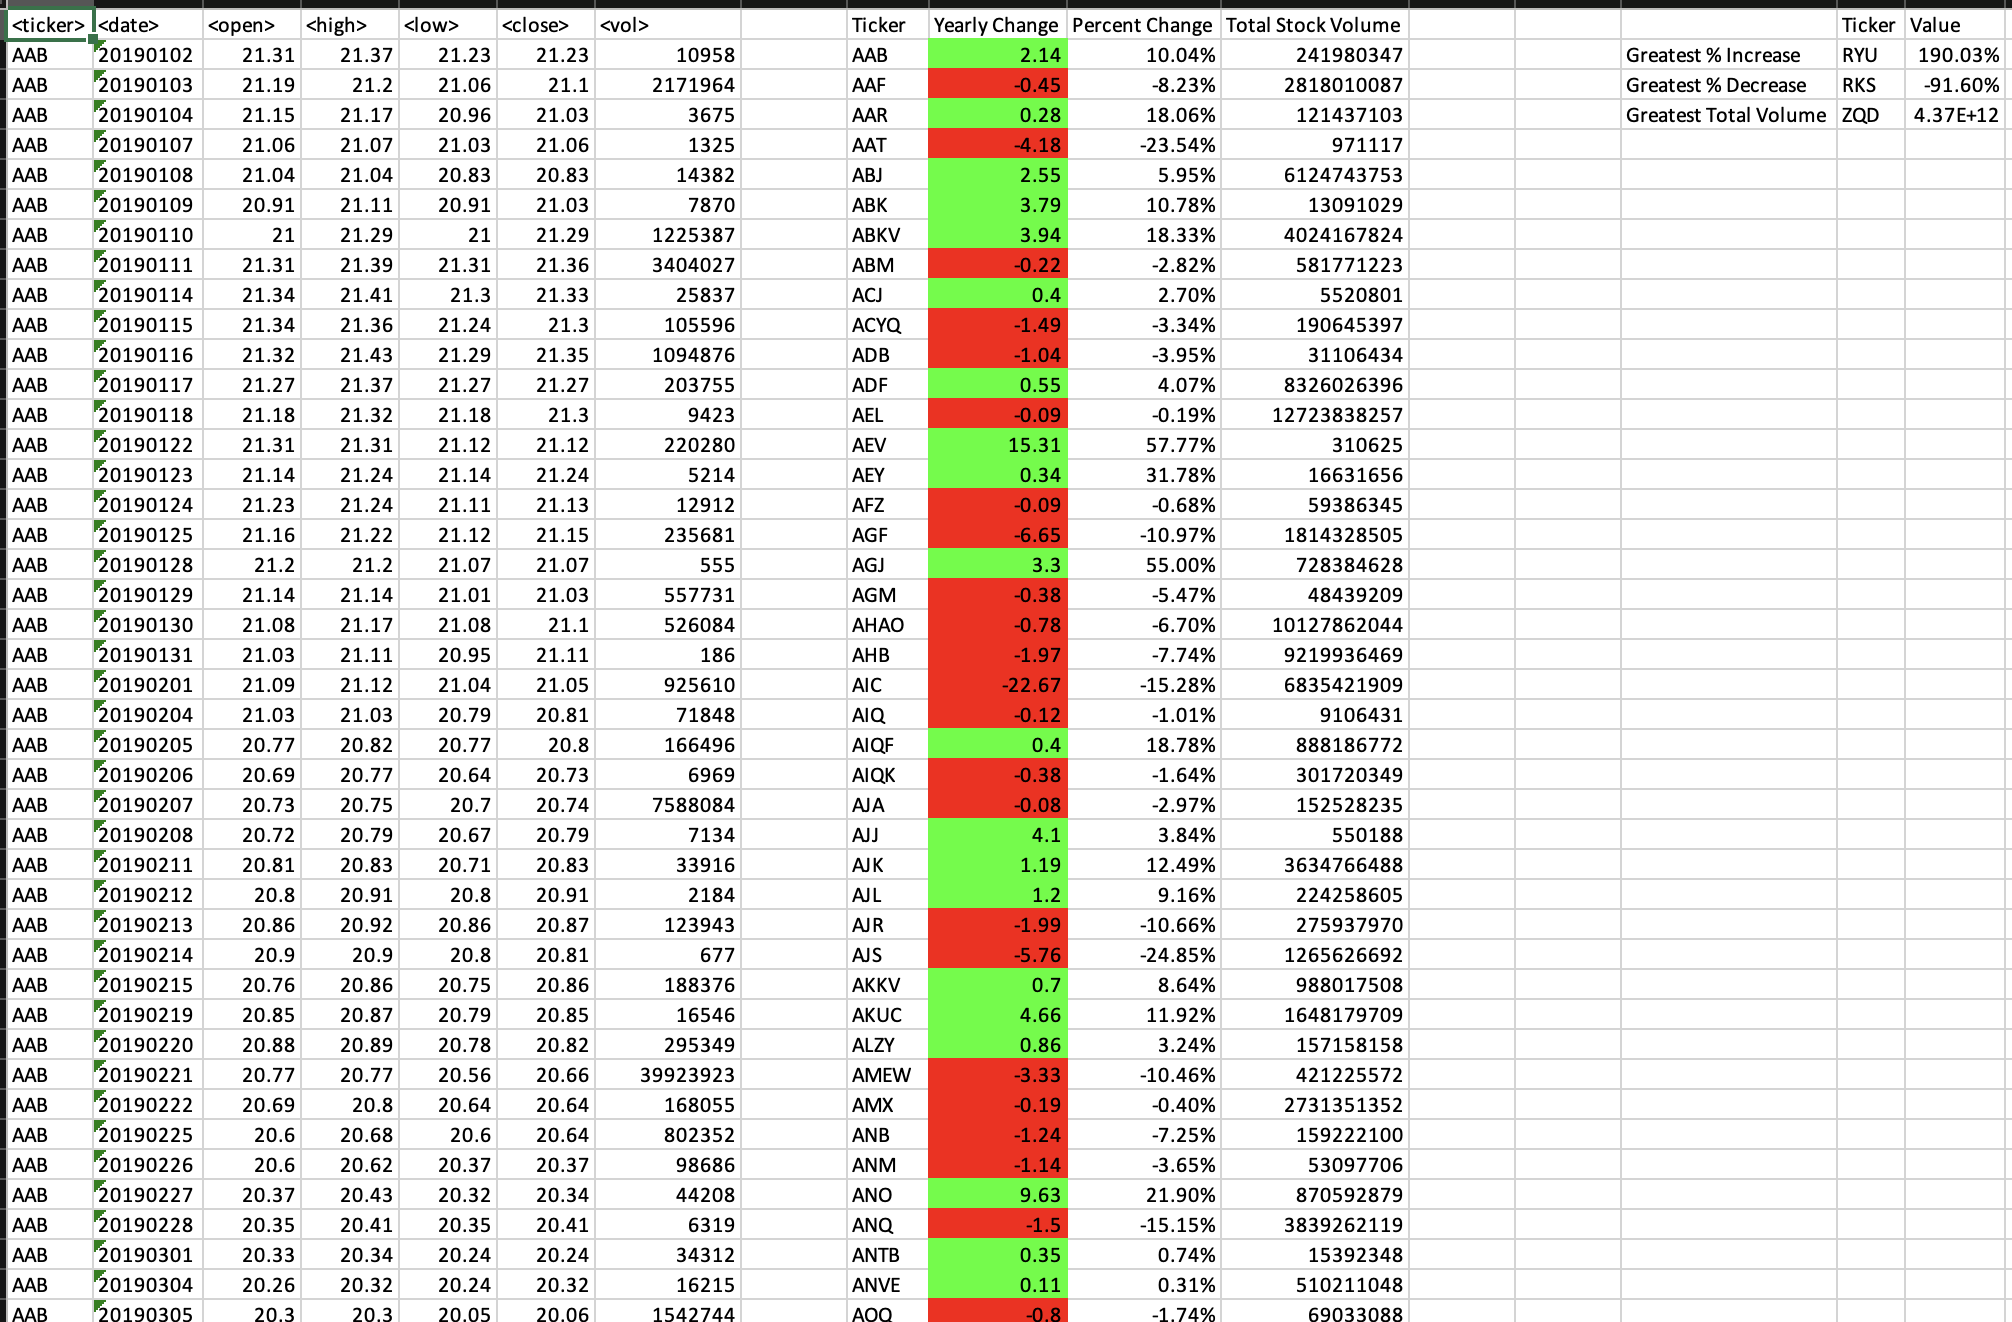 <ticker> <date> <open> <high> <low> <close> <vol> Ticker Yearly Change Percent Change Total Stock Volume Ticker Value
AAB 20190102 21.31 21.37 21.23 21.23 10958 AAB 2.14 10.04% 241980347 Greatest % Increase RYU 190.03%
AAB 20190103 21.19 21.2 21.06 21.1 2171964 AAF -0.45 -8.23% 2818010087 Greatest % Decrease RKS -91.60%
AAB 20190104 21.15 21.17 20.96 21.03 3675 AAR 0.28 18.06% 121437103 Greatest Total Volume ZQD 4.37E+12
AAB 20190107 21.06 21.07 21.03 21.06 1325 AAT -4.18 -23.54% 971117
AAB 20190108 21.04 21.04 20.83 20.83 14382 ABJ 2.55 5.95% 6124743753
AAB 20190109 20.91 21.11 20.91 21.03 7870 ABK 3.79 10.78% 13091029
AAB 20190110 21 21.29 21 21.29 1225387 ABKV 3.94 18.33% 4024167824
AAB 20190111 21.31 21.39 21.31 21.36 3404027 ABM -0.22 -2.82% 581771223
AAB 20190114 21.34 21.41 21.3 21.33 25837 ACJ 0.4 2.70% 5520801
AAB 20190115 21.34 21.36 21.24 21.3 105596 ACYQ -1.49 -3.34% 190645397
AAB 20190116 21.32 21.43 21.29 21.35 1094876 ADB -1.04 -3.95% 31106434
AAB 20190117 21.27 21.37 21.27 21.27 203755 ADF 0.55 4.07% 8326026396
AAB 20190118 21.18 21.32 21.18 21.3 9423 AEL -0.09 -0.19% 12723838257
AAB 20190122 21.31 21.31 21.12 21.12 220280 AEV 15.31 57.77% 310625
AAB 20190123 21.14 21.24 21.14 21.24 5214 AEY 0.34 31.78% 16631656
AAB 20190124 21.23 21.24 21.11 21.13 12912 AFZ -0.09 -0.68% 59386345
AAB 20190125 21.16 21.22 21.12 21.15 235681 AGF -6.65 -10.97% 1814328505
AAB 20190128 21.2 21.2 21.07 21.07 555 AGJ 3.3 55.00% 728384628
AAB 20190129 21.14 21.14 21.01 21.03 557731 AGM -0.38 -5.47% 48439209
AAB 20190130 21.08 21.17 21.08 21.1 526084 AHAO -0.78 -6.70% 10127862044
AAB 20190131 21.03 21.11 20.95 21.11 186 AHB -1.97 -7.74% 9219936469
AAB 20190201 21.09 21.12 21.04 21.05 925610 AIC -22.67 -15.28% 6835421909
AAB 20190204 21.03 21.03 20.79 20.81 71848 AIQ -0.12 -1.01% 9106431
AAB 20190205 20.77 20.82 20.77 20.8 166496 AIQF 0.4 18.78% 888186772
AAB 20190206 20.69 20.77 20.64 20.73 6969 AIQK -0.38 -1.64% 301720349
AAB 20190207 20.73 20.75 20.7 20.74 7588084 AJA -0.08 -2.97% 152528235
AAB 20190208 20.72 20.79 20.67 20.79 7134 AJJ 4.1 3.84% 550188
AAB 20190211 20.81 20.83 20.71 20.83 33916 AJK 1.19 12.49% 3634766488
AAB 20190212 20.8 20.91 20.8 20.91 2184 AJL 1.2 9.16% 224258605
AAB 20190213 20.86 20.92 20.86 20.87 123943 AJR -1.99 -10.66% 275937970
AAB 20190214 20.9 20.9 20.8 20.81 677 AJS -5.76 -24.85% 1265626692
AAB 20190215 20.76 20.86 20.75 20.86 188376 AKKV 0.7 8.64% 988017508
AAB 20190219 20.85 20.87 20.79 20.85 16546 AKUC 4.66 11.92% 1648179709
AAB 20190220 20.88 20.89 20.78 20.82 295349 ALZY 0.86 3.24% 157158158
AAB 20190221 20.77 20.77 20.56 20.66 39923923 AMEW -3.33 -10.46% 421225572
AAB 20190222 20.69 20.8 20.64 20.64 168055 AMX -0.19 -0.40% 2731351352
AAB 20190225 20.6 20.68 20.6 20.64 802352 ANB -1.24 -7.25% 159222100
AAB 20190226 20.6 20.62 20.37 20.37 98686 ANM -1.14 -3.65% 53097706
AAB 20190227 20.37 20.43 20.32 20.34 44208 ANO 9.63 21.90% 870592879
AAB 20190228 20.35 20.41 20.35 20.41 6319 ANQ -1.5 -15.15% 3839262119
AAB 20190301 20.33 20.34 20.24 20.24 34312 ANTB 0.35 0.74% 15392348
AAB 20190304 20.26 20.32 20.24 20.32 16215 ANVE 0.11 0.31% 510211048
AAB 20190305 20.3 20.3 20.05 20.06 1542744 AOQ -0.8 -1.74% 69033088